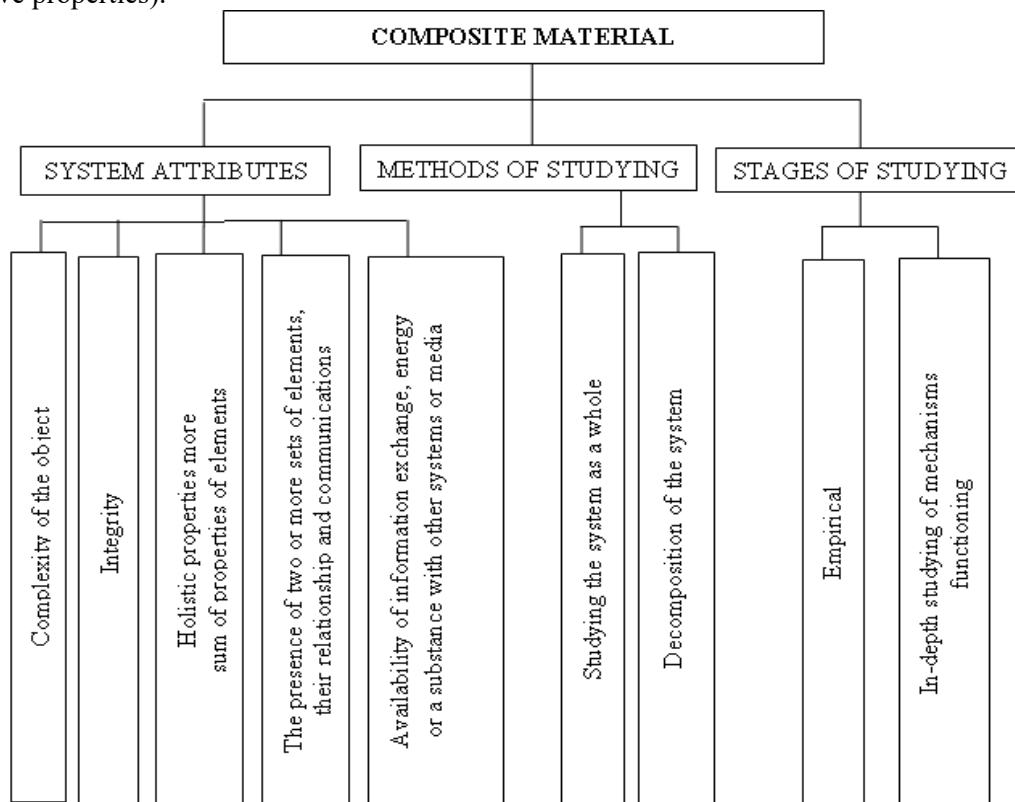 ve properties).
COMPOSITE MATERIAL
SYSTEM ATTRIBUTES
METHODS OF STUDYING
STAGES OF STUDYING
Complexity of the object
Integrity
Holistic properties more
sum of properties of elements
The presence of two or more sets of elements,
their relationship and communications
Availability of information exchange, energy
or a substance with other systems or media
Studying the system as a whole
Decomposition of the system
Empirical
In-depth studying of mechanisms
functioning